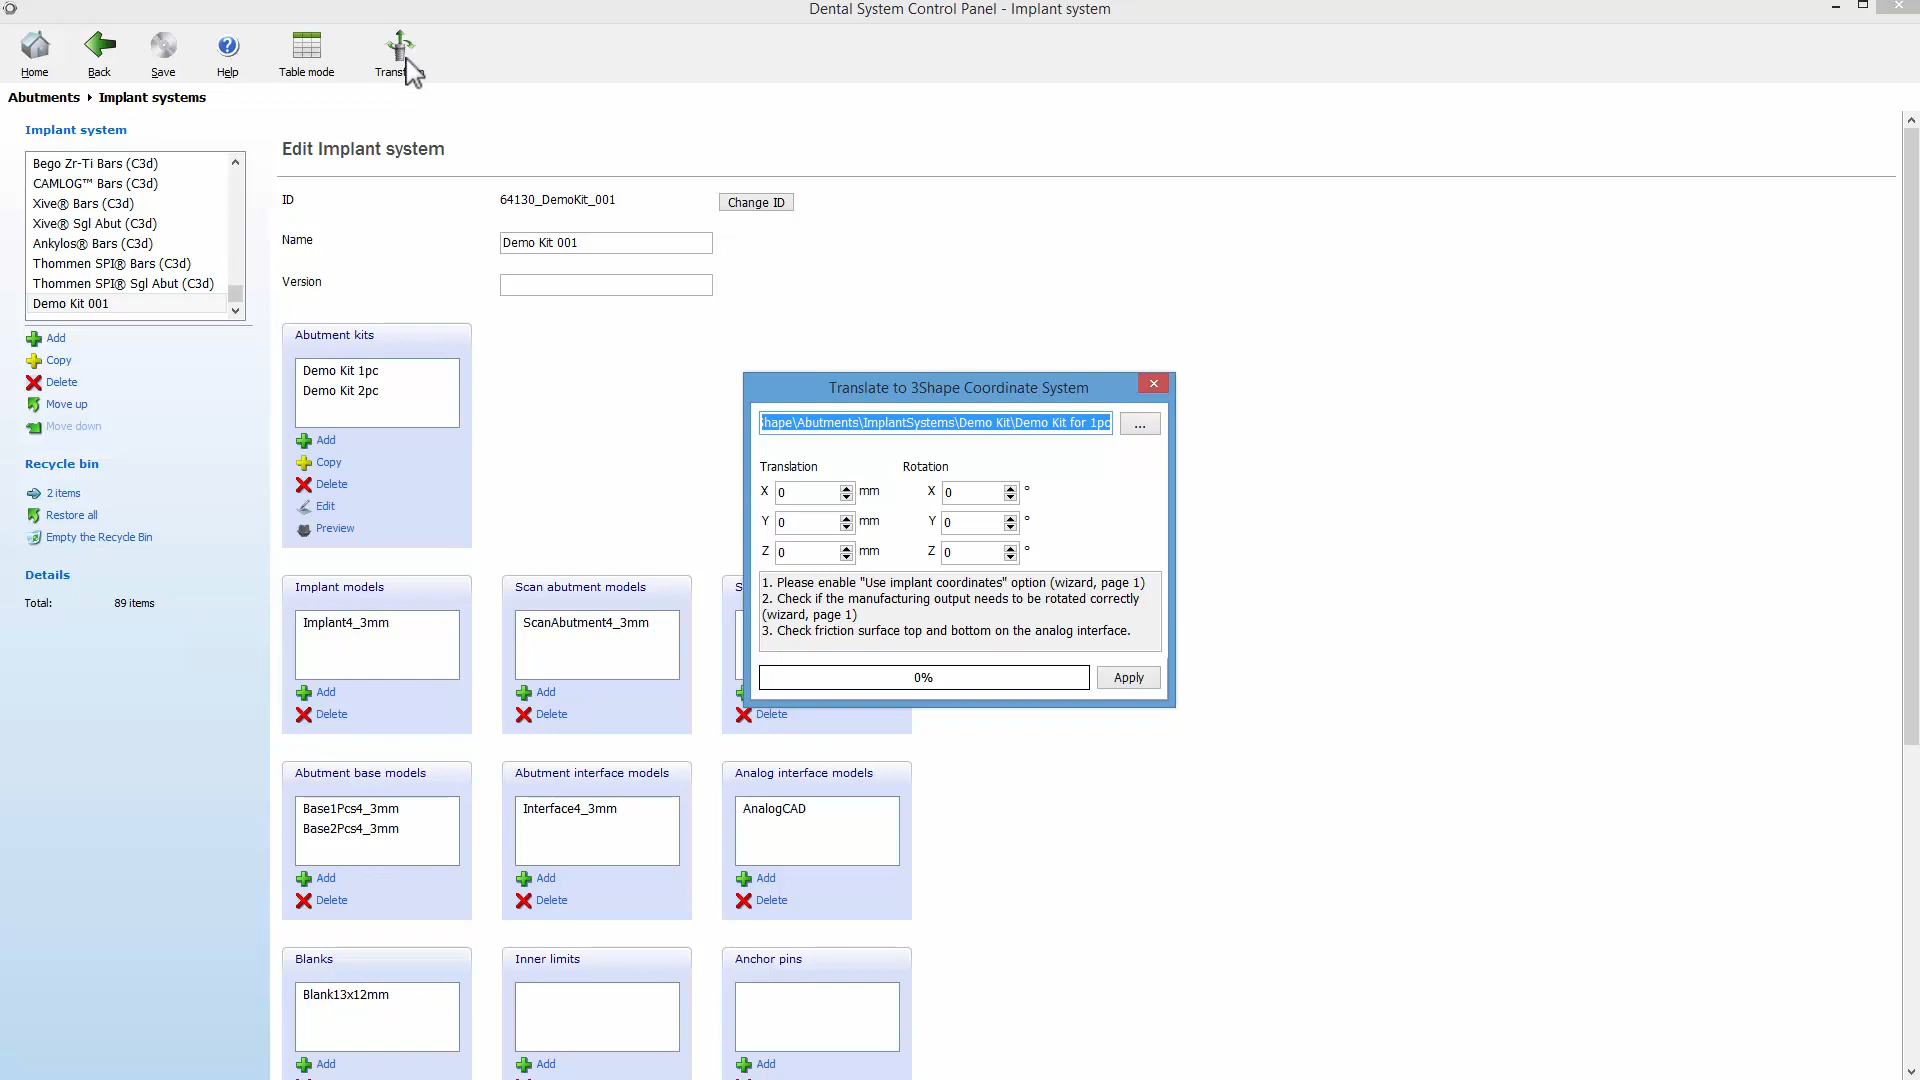 Dental System Control Panel - Implant system
Home
Back
Save
Help
Table mode
Abutments
Implant systems
Implant system
Bego Zr-Ti Bars (C3d)
CAMLOG™ Bars (C3d)
Xive® Bars (C3d)
Xive® Sgl Abut (C3d)
Ankylos® Bars (C3d)
Thommen SPI® Bars (C3d)
Thommen SPI® Sgl Abut (C3d)
Demo Kit 001
Add
Copy
Delete
Move up
Move down
Recycle bin
2 items
Restore all
Empty the Recycle Bin
Details
Total: 89 items
Edit Implant system
ID 64130_DemoKit_001 Change ID
Name Demo Kit 001
Version
Abutment kits
Demo Kit 1pc
Demo Kit 2pc
Add
Copy
Delete
Edit
Preview
Translate to 3Shape Coordinate System
hape\Abutments\ImplantSystems\Demo Kit\Demo Kit for 1pc
...
Translation Rotation
X 0 mm X 0 °
Y 0 mm Y 0 °
Z 0 mm Z 0 °
1. Please enable "Use implant coordinates" option (wizard, page 1)
2. Check if the manufacturing output needs to be rotated correctly
(wizard, page 1)
3. Check friction surface top and bottom on the analog interface.
0% Apply
Implant models
Implant4_3mm
Add
Delete
Scan abutment models
ScanAbutment4_3mm
Add
Delete
S
Delete
Abutment base models
Base1Pcs4_3mm
Base2Pcs4_3mm
Add
Delete
Abutment interface models
Interface4_3mm
Add
Delete
Analog interface models
AnalogCAD
Add
Delete
Blanks
Blank13x12mm
Add
Inner limits
Add
Anchor pins
Add